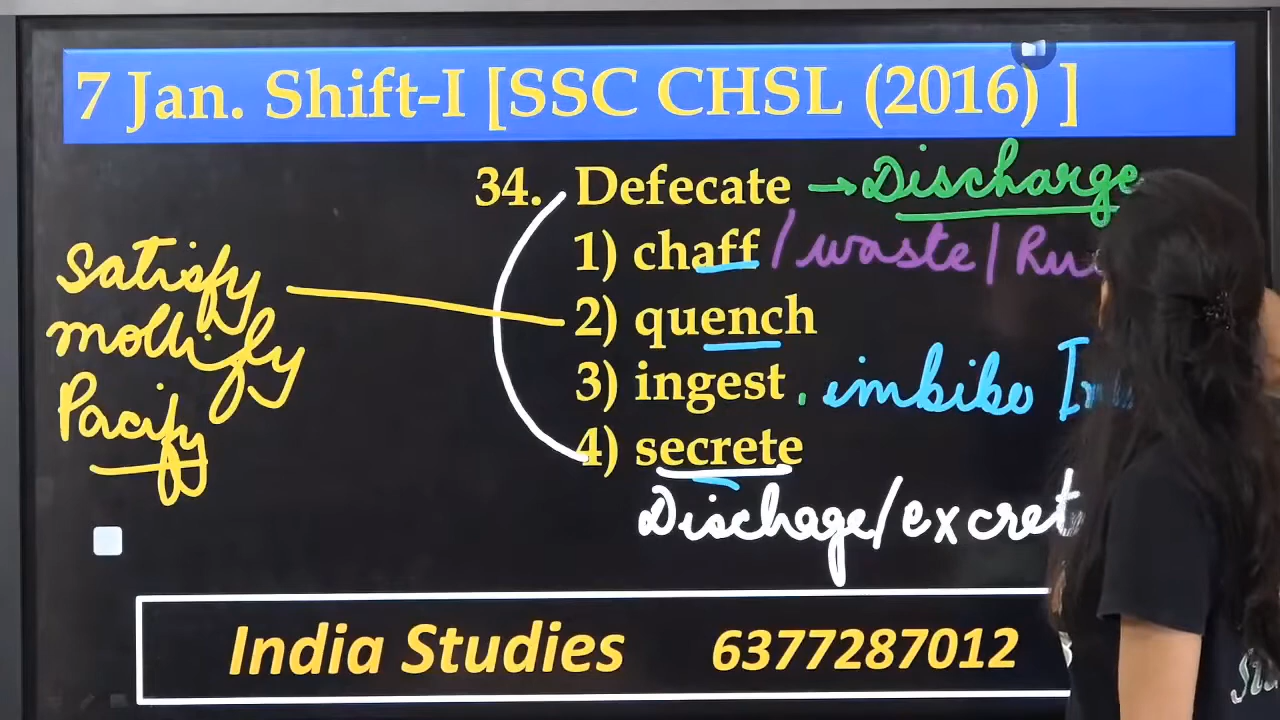 7 Jan. Shift-I [SSC CHSL (2016) ]
34. Defecate → Discharge
1) chaff / waste /
satisfy
mollify
Pacify
2) quench
3) ingest . imbibe
4) secrete
Dischage/excret
India Studies 6377287012